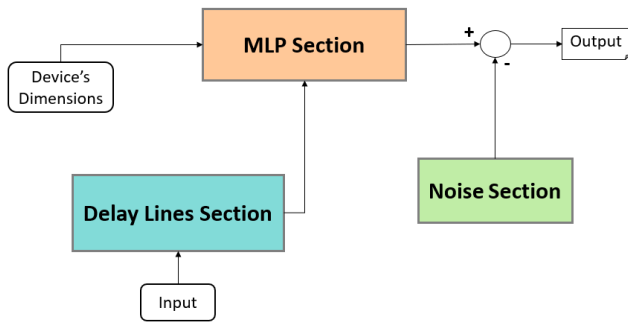 MLP Section
+
Output
-
Device's
Dimensions
Noise Section
Delay Lines Section
Input